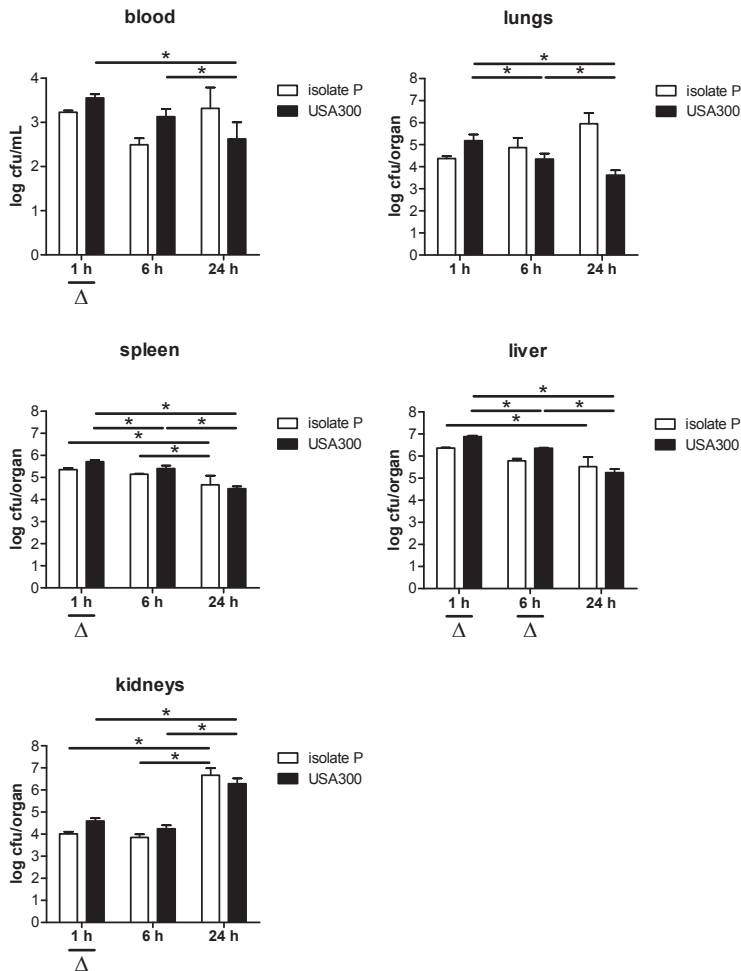 blood
*
*
isolate P
USA300
log cfu/mL
4
3
2
1
0
1 h 6 h 24 h
Δ
lungs
*
* *
isolate P
USA300
log cfu/organ
8
7
6
5
4
3
2
1
0
1 h 6 h 24 h
spleen
*
* *
*
*
isolate P
USA300
log cfu/organ
8
7
6
5
4
3
2
1
0
1 h 6 h 24 h
Δ
liver
*
* *
*
isolate P
USA300
log cfu/organ
8
7
6
5
4
3
2
1
0
1 h 6 h 24 h
Δ Δ
kidneys
*
*
*
*
isolate P
USA300
log cfu/organ
8
7
6
5
4
3
2
1
0
1 h 6 h 24 h
Δ